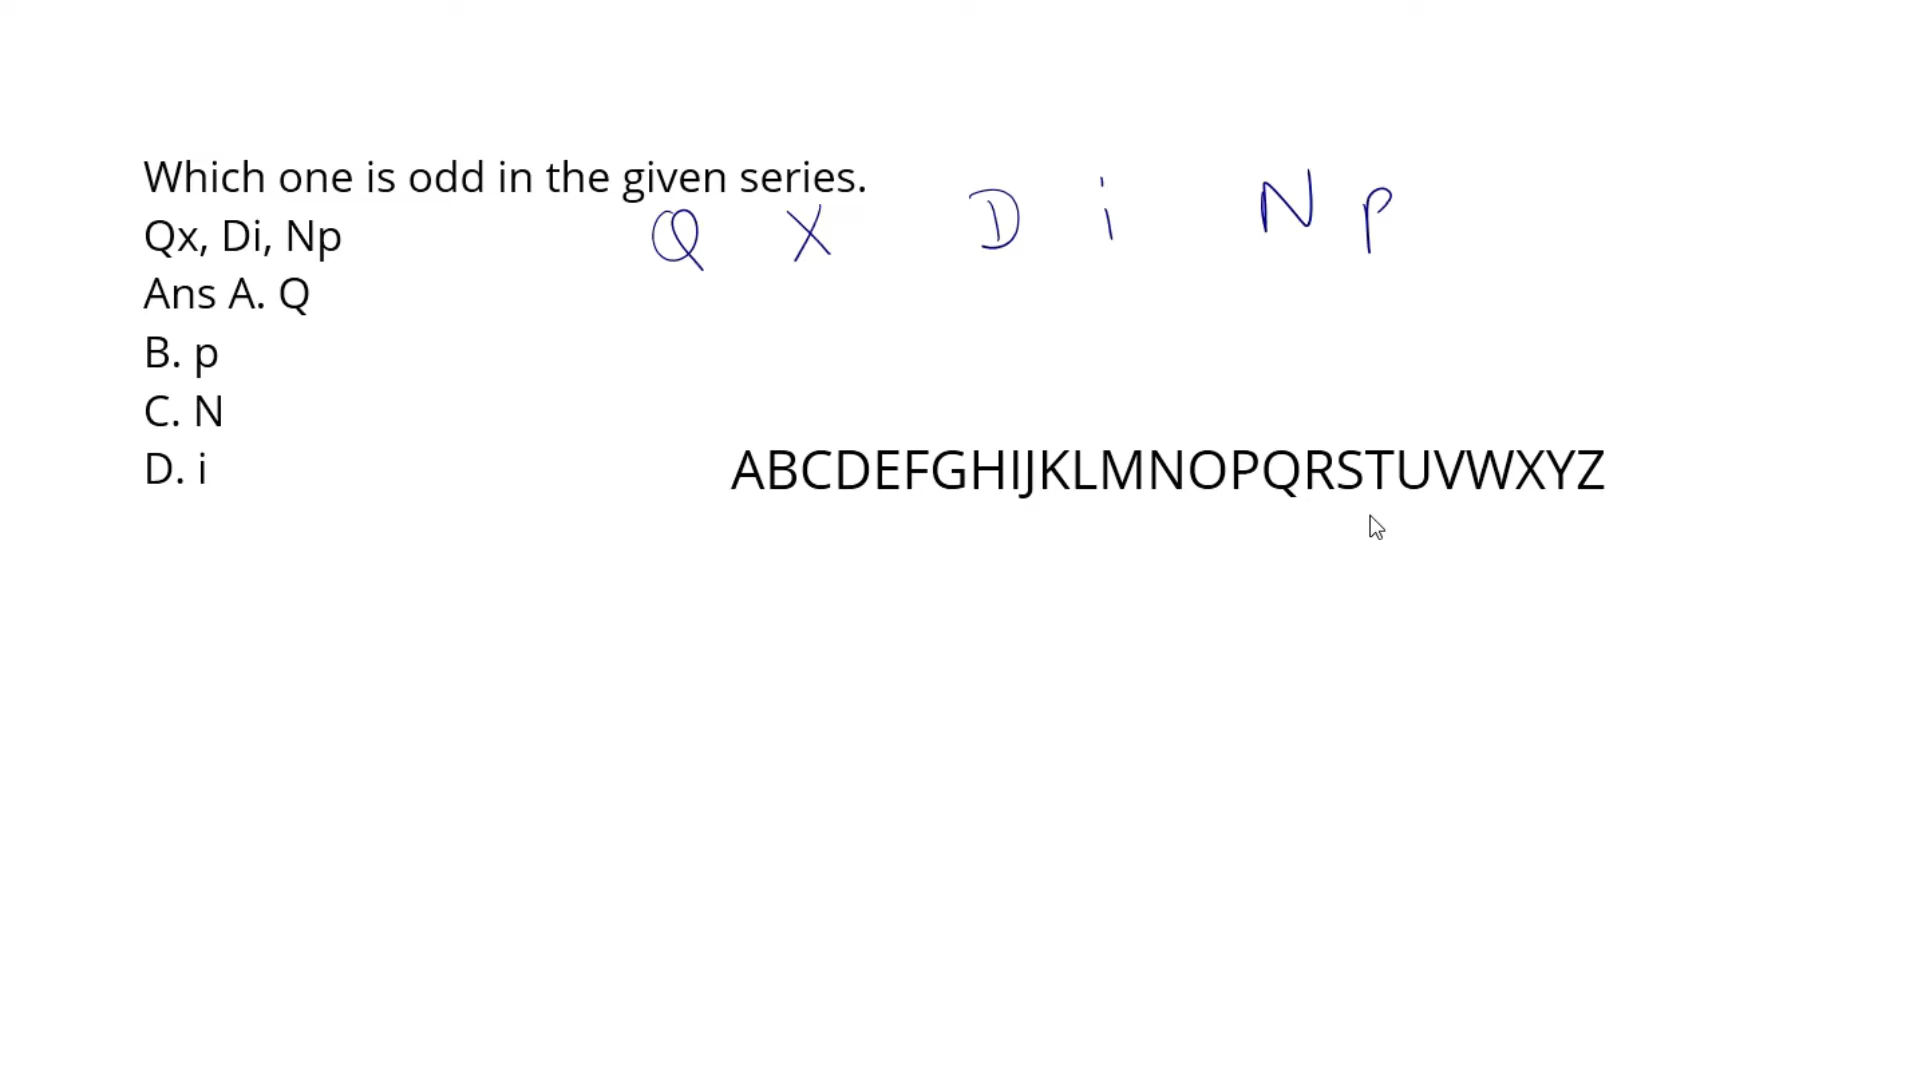 Which one is odd in the given series.
Qx, Di, Np
Q X D i N p
Ans A. Q
B. p
C. N
D. i
ABCDEFGHIJKLMNOPQRSTUVWXYZ